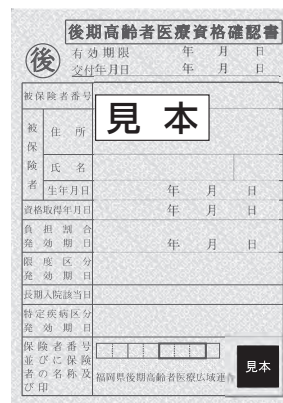 後期高齢者医療資格確認書
後
有効期限 年 月 日
交付年月日 年 月 日
被保険者番号
見本
被保険者
住所
氏名
生年月日 年 月 日
資格取得年月日 年 月 日
負担割合
発効期日 年 月 日
限度区分
発効期日
長期入院該当日
特定疾病区分
発効期日
保険者番号
並びに保険
者の名称及
び印
福岡県後期高齢者医療広域連合
見本